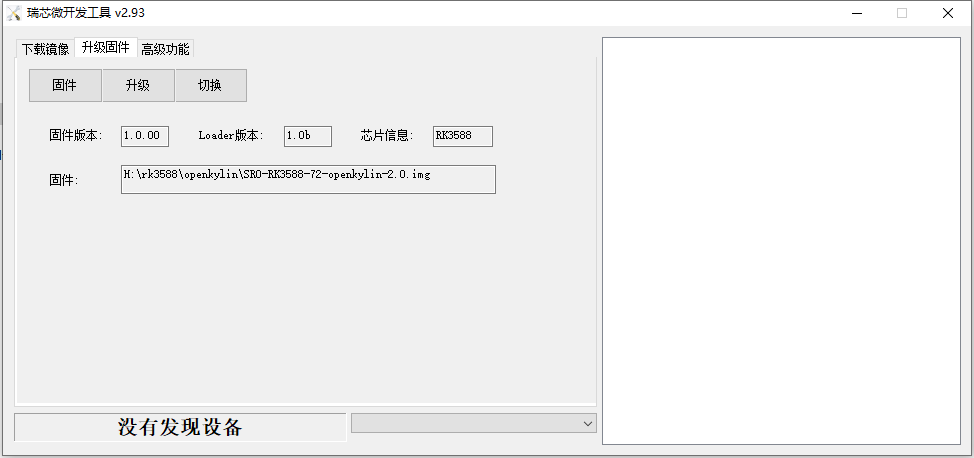 瑞芯微开发工具 v2.93
下载镜像 升级固件 高级功能
固件 升级 切换
固件版本: 1.0.00 Loader版本: 1.0b 芯片信息: RK3588
固件: H:\rk3588\openkylin\SRO-RK3588-72-openkylin-2.0.img
没有发现设备